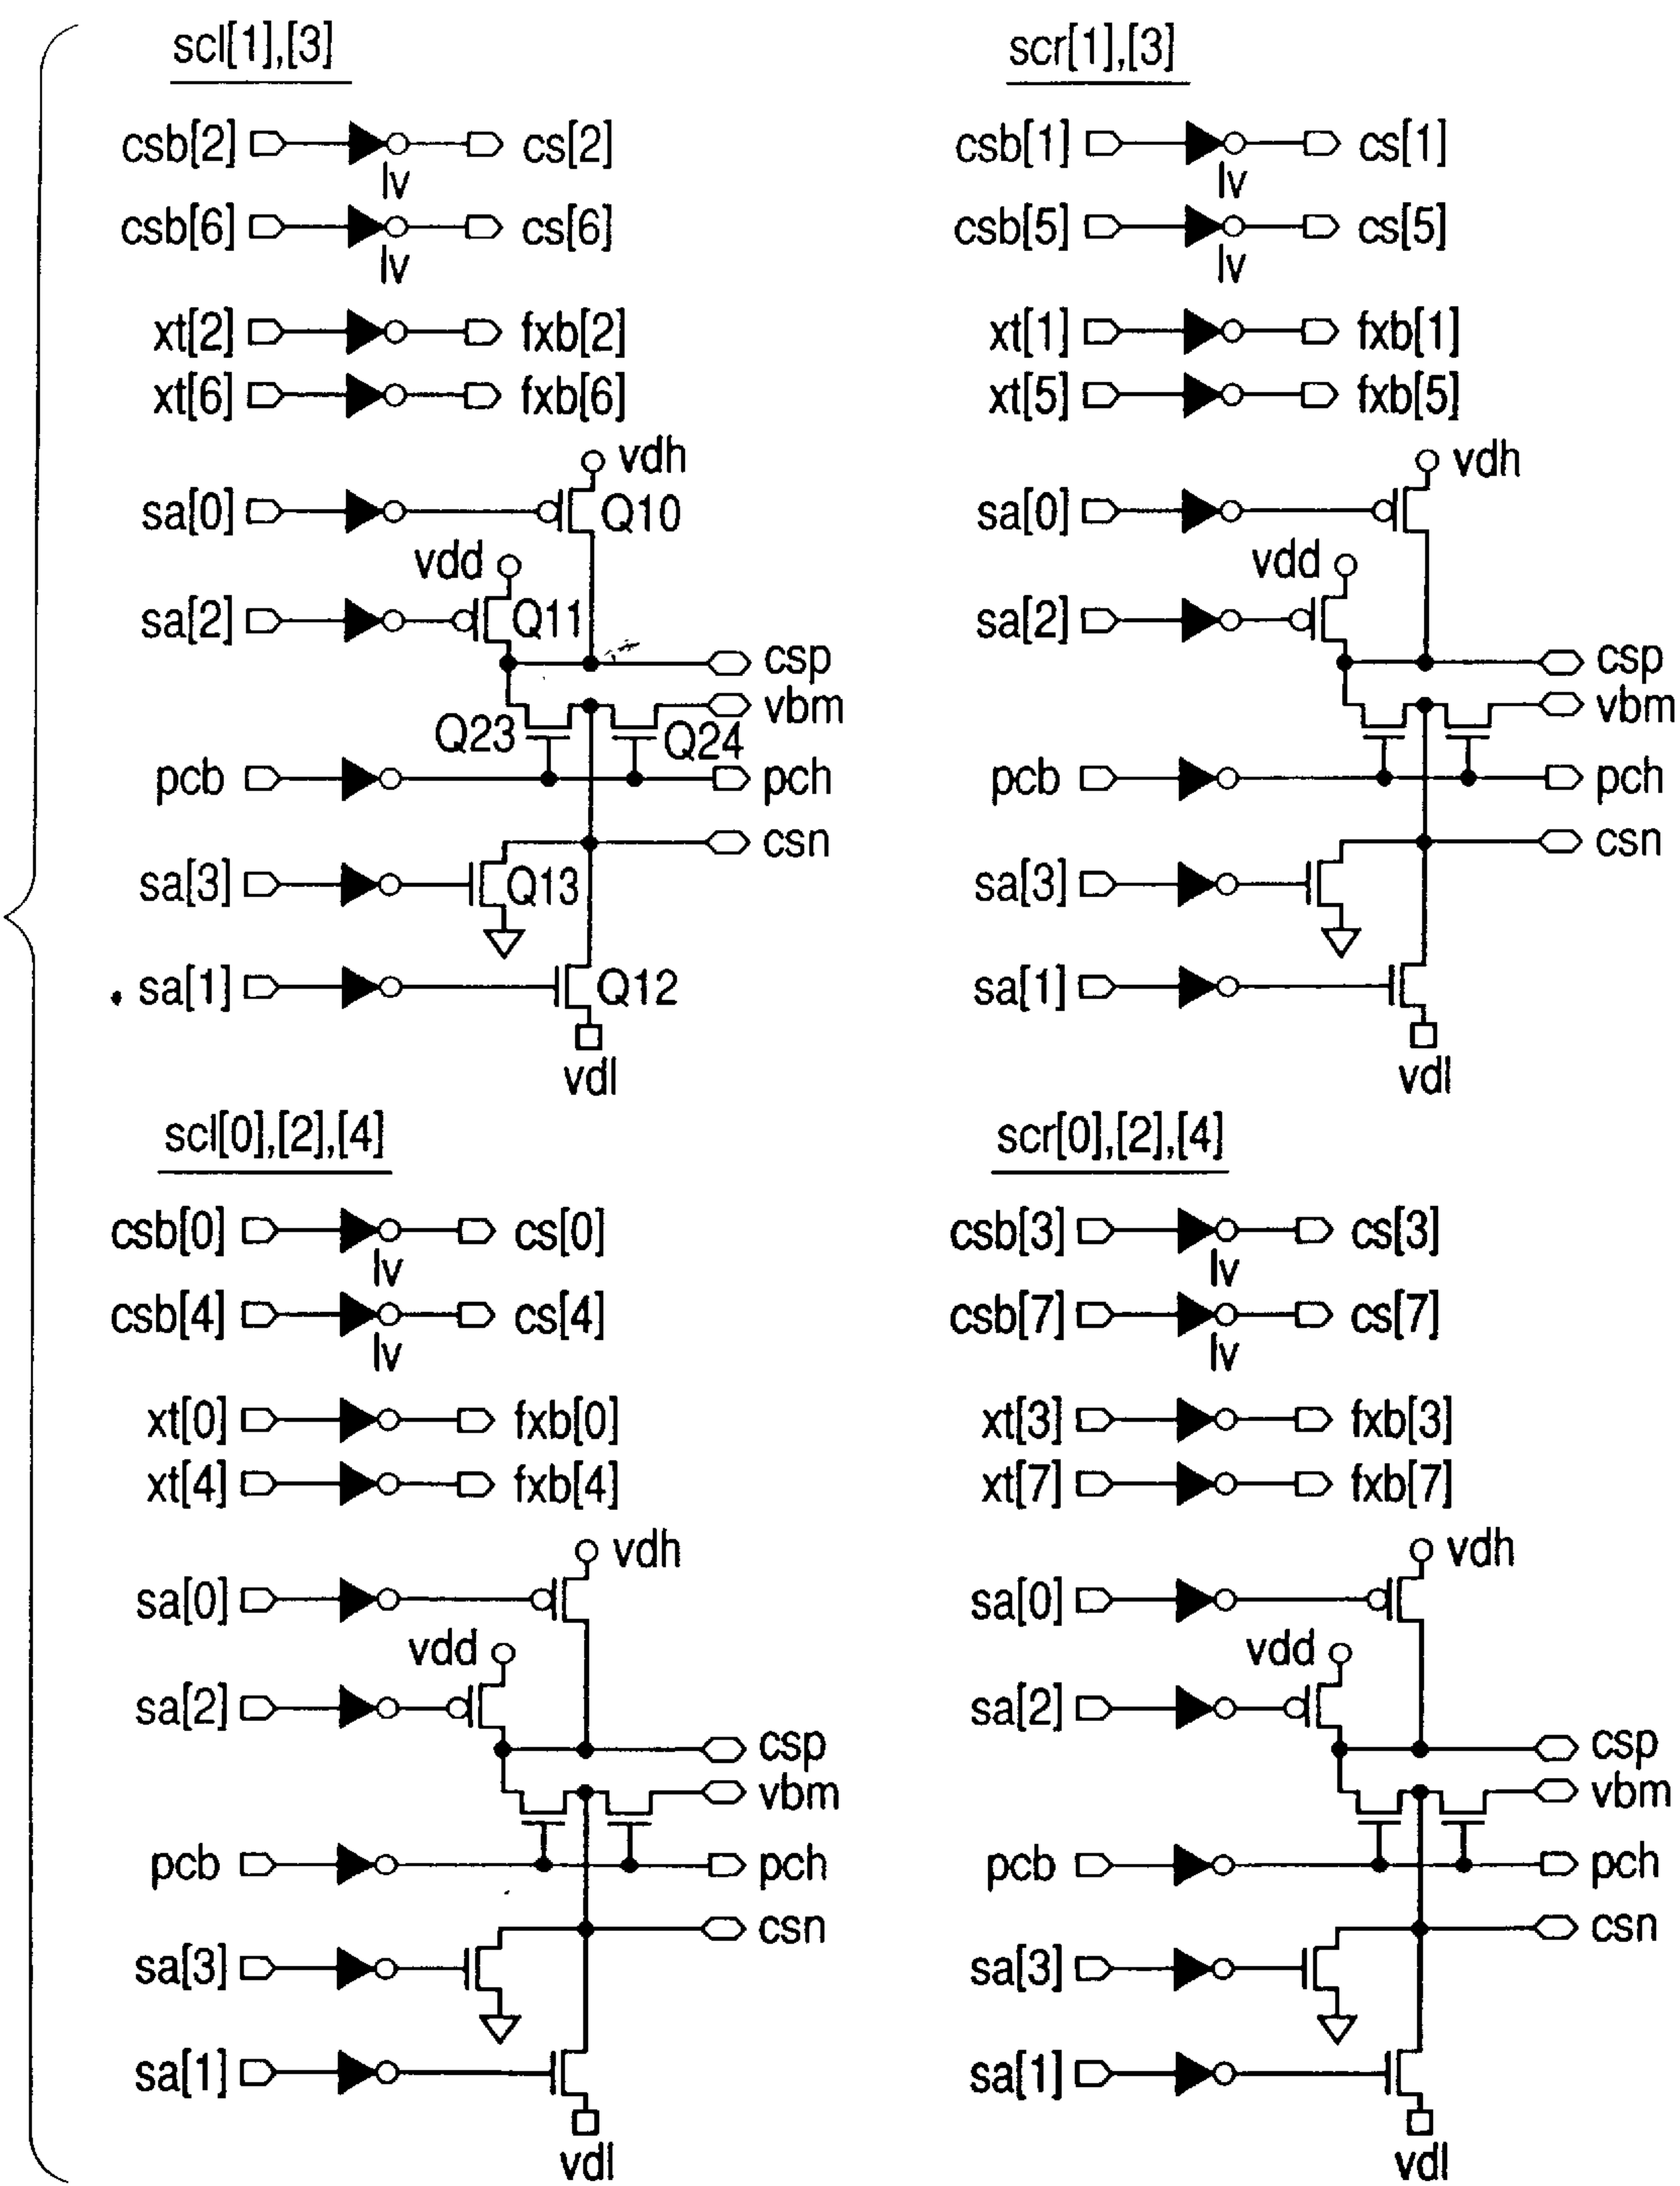 scl[1],[3]
csb[2] cs[2]
lv
csb[6] cs[6]
lv
xt[2] fxb[2]
xt[6] fxb[6]
vdh
sa[0] Q10
vdd
sa[2] Q11
csp
vbm
Q23 Q24
pcb pch
csn
sa[3] Q13
sa[1] Q12
vdl
scr[1],[3]
csb[1] cs[1]
lv
csb[5] cs[5]
lv
xt[1] fxb[1]
xt[5] fxb[5]
vdh
sa[0]
vdd
sa[2]
csp
vbm
pcb pch
csn
sa[3]
sa[1]
vdl
scl[0],[2],[4]
csb[0] cs[0]
lv
csb[4] cs[4]
lv
xt[0] fxb[0]
xt[4] fxb[4]
vdh
sa[0]
vdd
sa[2]
csp
vbm
pcb pch
csn
sa[3]
sa[1]
vdl
scr[0],[2],[4]
csb[3] cs[3]
lv
csb[7] cs[7]
lv
xt[3] fxb[3]
xt[7] fxb[7]
vdh
sa[0]
vdd
sa[2]
csp
vbm
pcb pch
csn
sa[3]
sa[1]
vdl